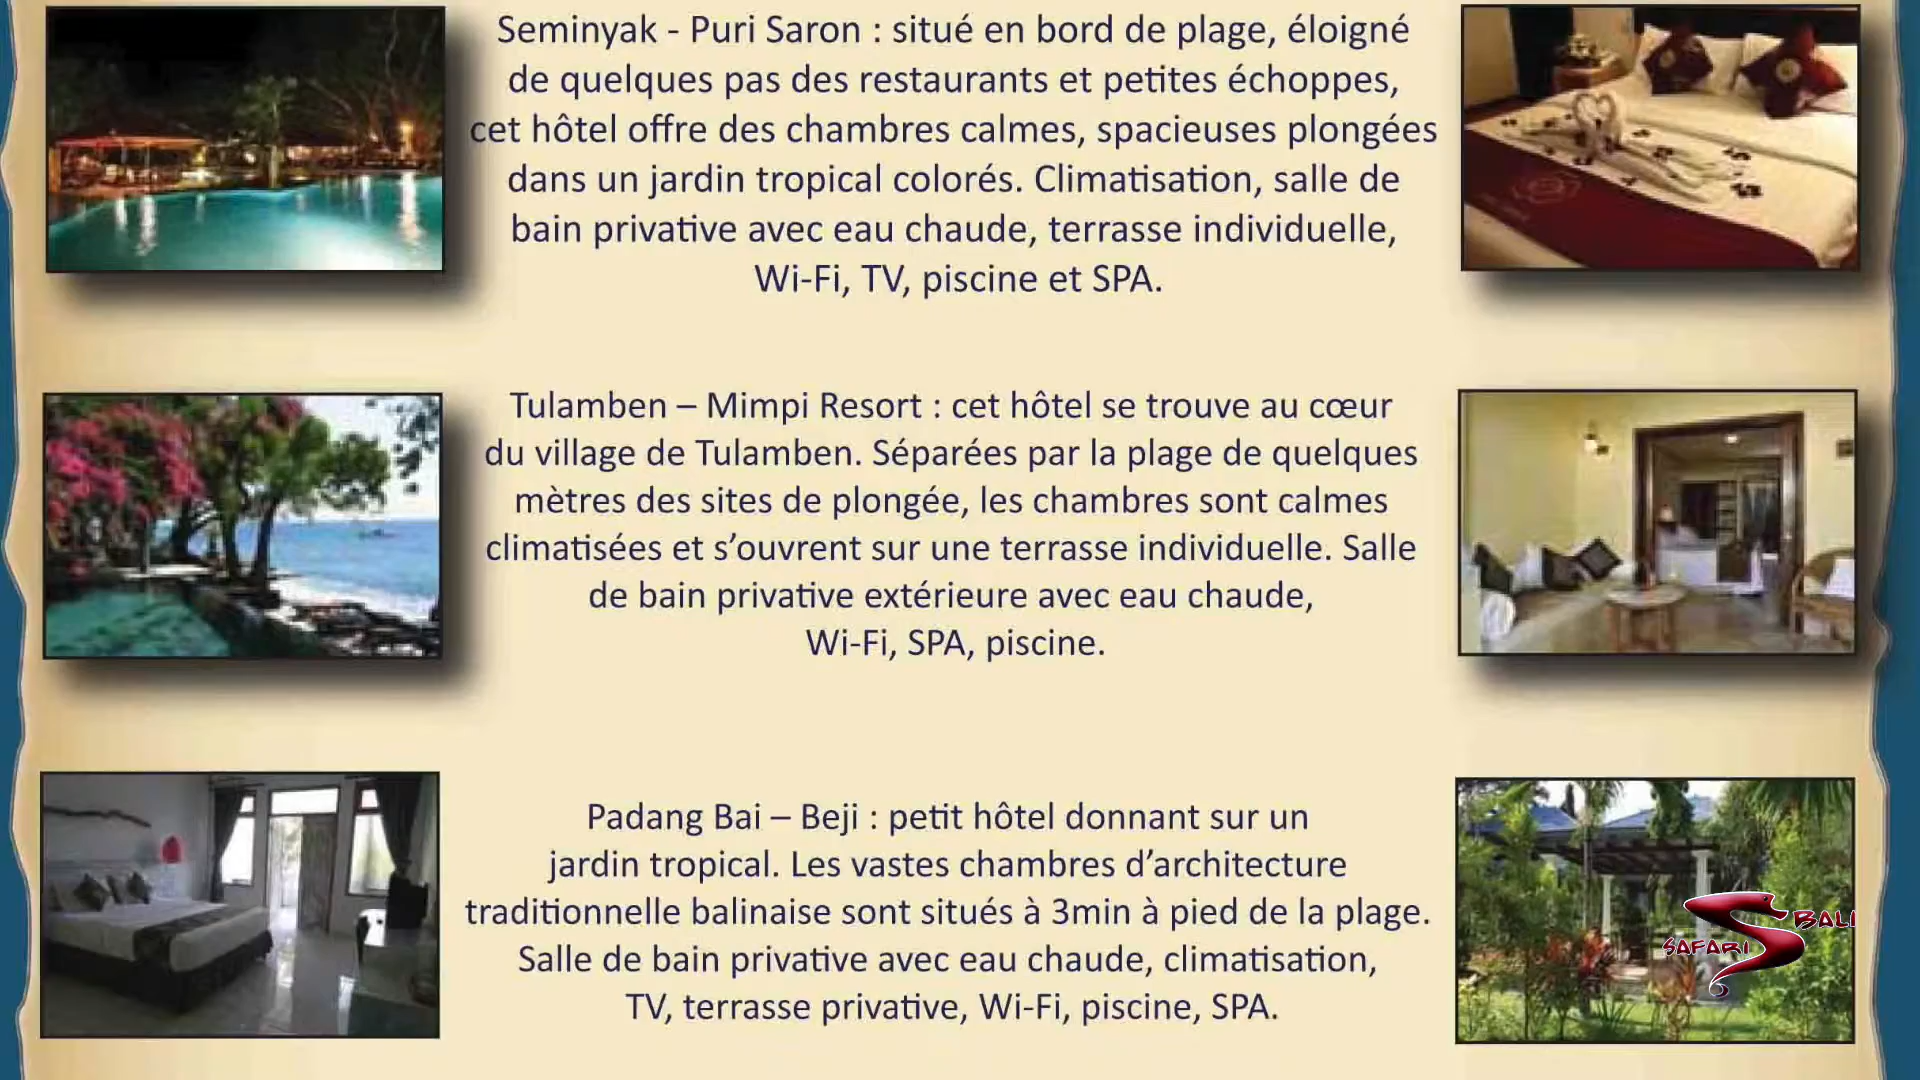 Seminyak - Puri Saron : situé en bord de plage, éloigné
de quelques pas des restaurants et petites échoppes,
cet hôtel offre des chambres calmes, spacieuses plongées
dans un jardin tropical colorés. Climatisation, salle de
bain privative avec eau chaude, terrasse individuelle,
Wi-Fi, TV, piscine et SPA.
Tulamben – Mimpi Resort : cet hôtel se trouve au cœur
du village de Tulamben. Séparées par la plage de quelques
mètres des sites de plongée, les chambres sont calmes
climatisées et s’ouvrent sur une terrasse individuelle. Salle
de bain privative extérieure avec eau chaude,
Wi-Fi, SPA, piscine.
Padang Bai – Beji : petit hôtel donnant sur un
jardin tropical. Les vastes chambres d’architecture
traditionnelle balinaise sont situés à 3min à pied de la plage.
Salle de bain privative avec eau chaude, climatisation,
TV, terrasse privative, Wi-Fi, piscine, SPA.
BALI
SAFARIS